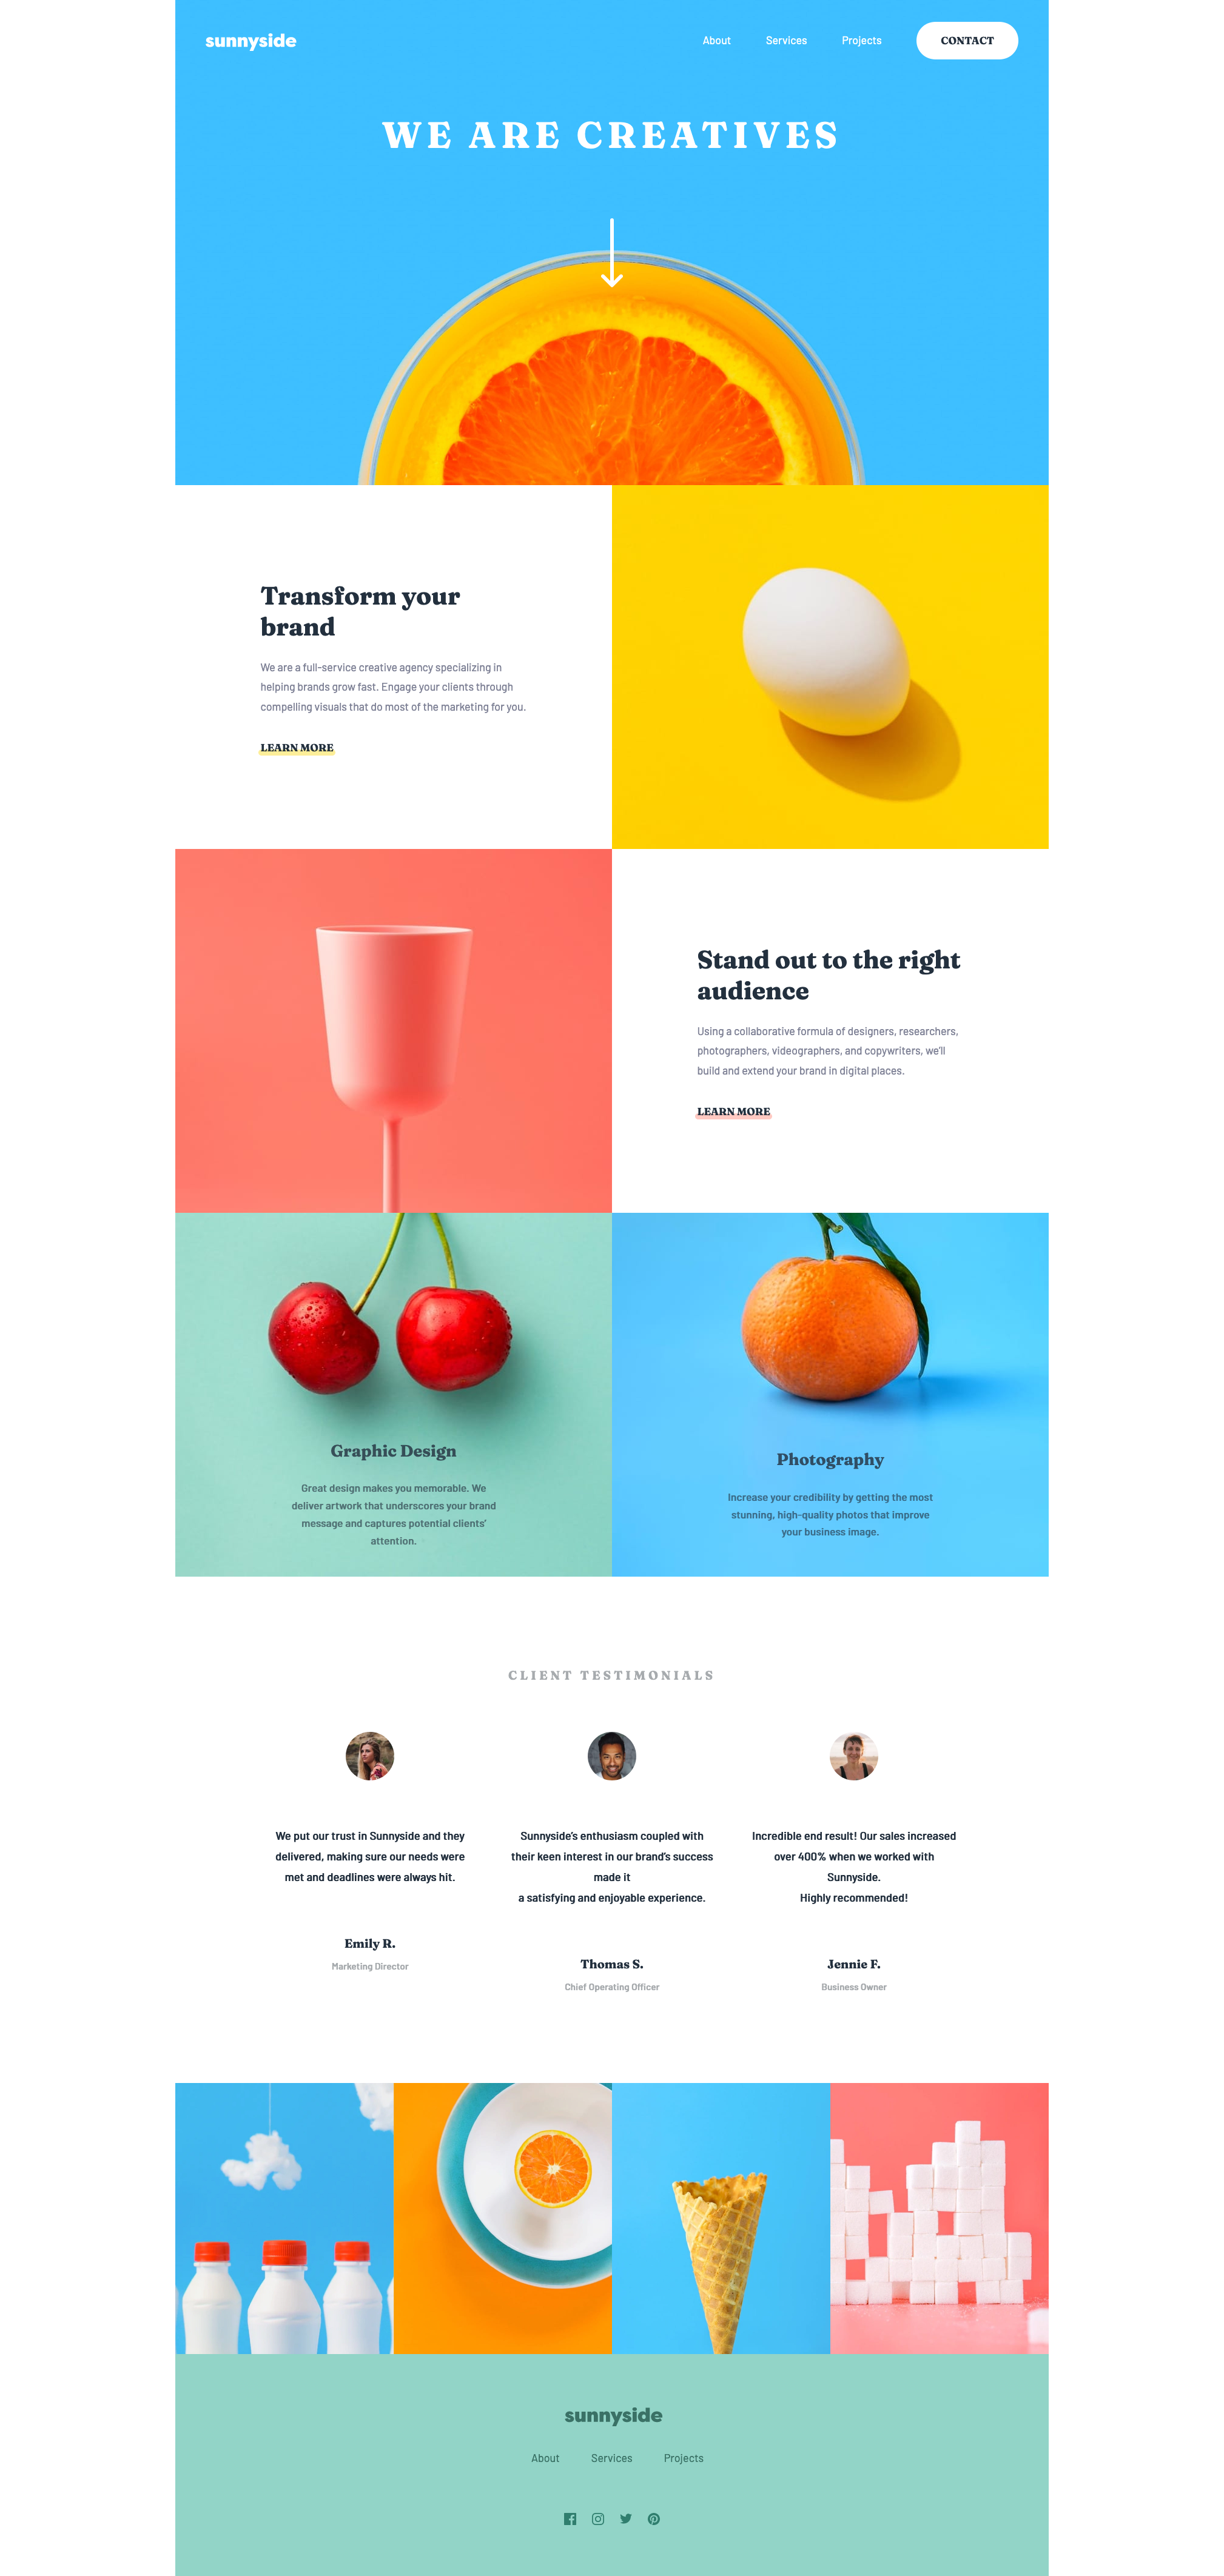 sunnyside
About Services Projects CONTACT
WE ARE CREATIVES
Transform your
brand
We are a full-service creative agency specializing in
helping brands grow fast. Engage your clients through
compelling visuals that do most of the marketing for you.
LEARN MORE
Stand out to the right
audience
Using a collaborative formula of designers, researchers,
photographers, videographers, and copywriters, we'll
build and extend your brand in digital places.
LEARN MORE
Graphic Design
Great design makes you memorable. We
deliver artwork that underscores your brand
message and captures potential clients'
attention.
Photography
Increase your credibility by getting the most
stunning, high-quality photos that improve
your business image.
CLIENT TESTIMONIALS
We put our trust in Sunnyside and they
delivered, making sure our needs were
met and deadlines were always hit.
Emily R.
Marketing Director
Sunnyside's enthusiasm coupled with
their keen interest in our brand's success
made it
a satisfying and enjoyable experience.
Thomas S.
Chief Operating Officer
Incredible end result! Our sales increased
over 400% when we worked with
Sunnyside.
Highly recommended!
Jennie F.
Business Owner
sunnyside
About Services Projects